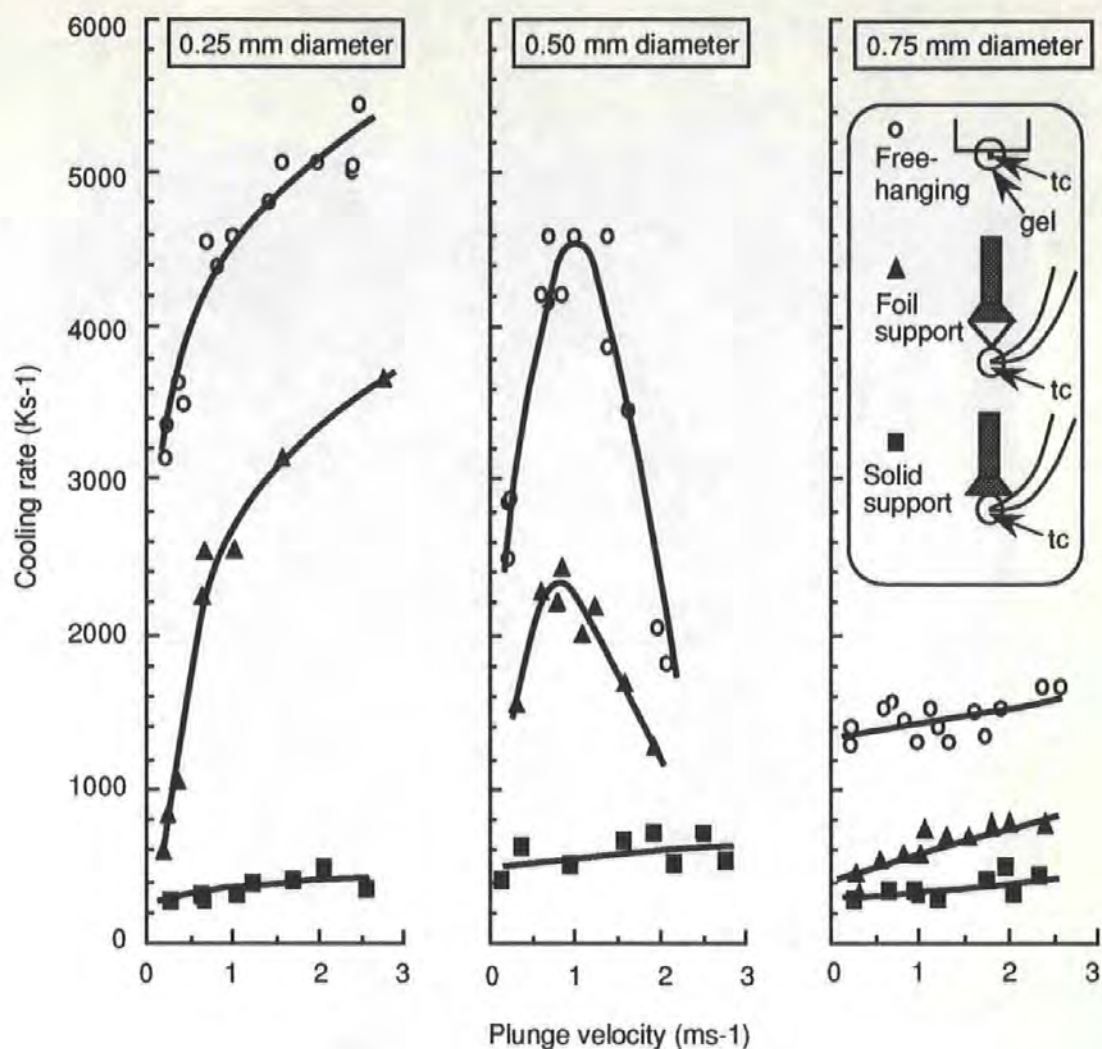 0.25 mm diameter
0.50 mm diameter
0.75 mm diameter
6000
5000
4000
3000
2000
1000
0
Cooling rate (Ks-1)
Free-
hanging
tc
gel
Foil
support
tc
Solid
support
tc
0 1 2 3
0 1 2 3
0 1 2 3
Plunge velocity (ms-1)